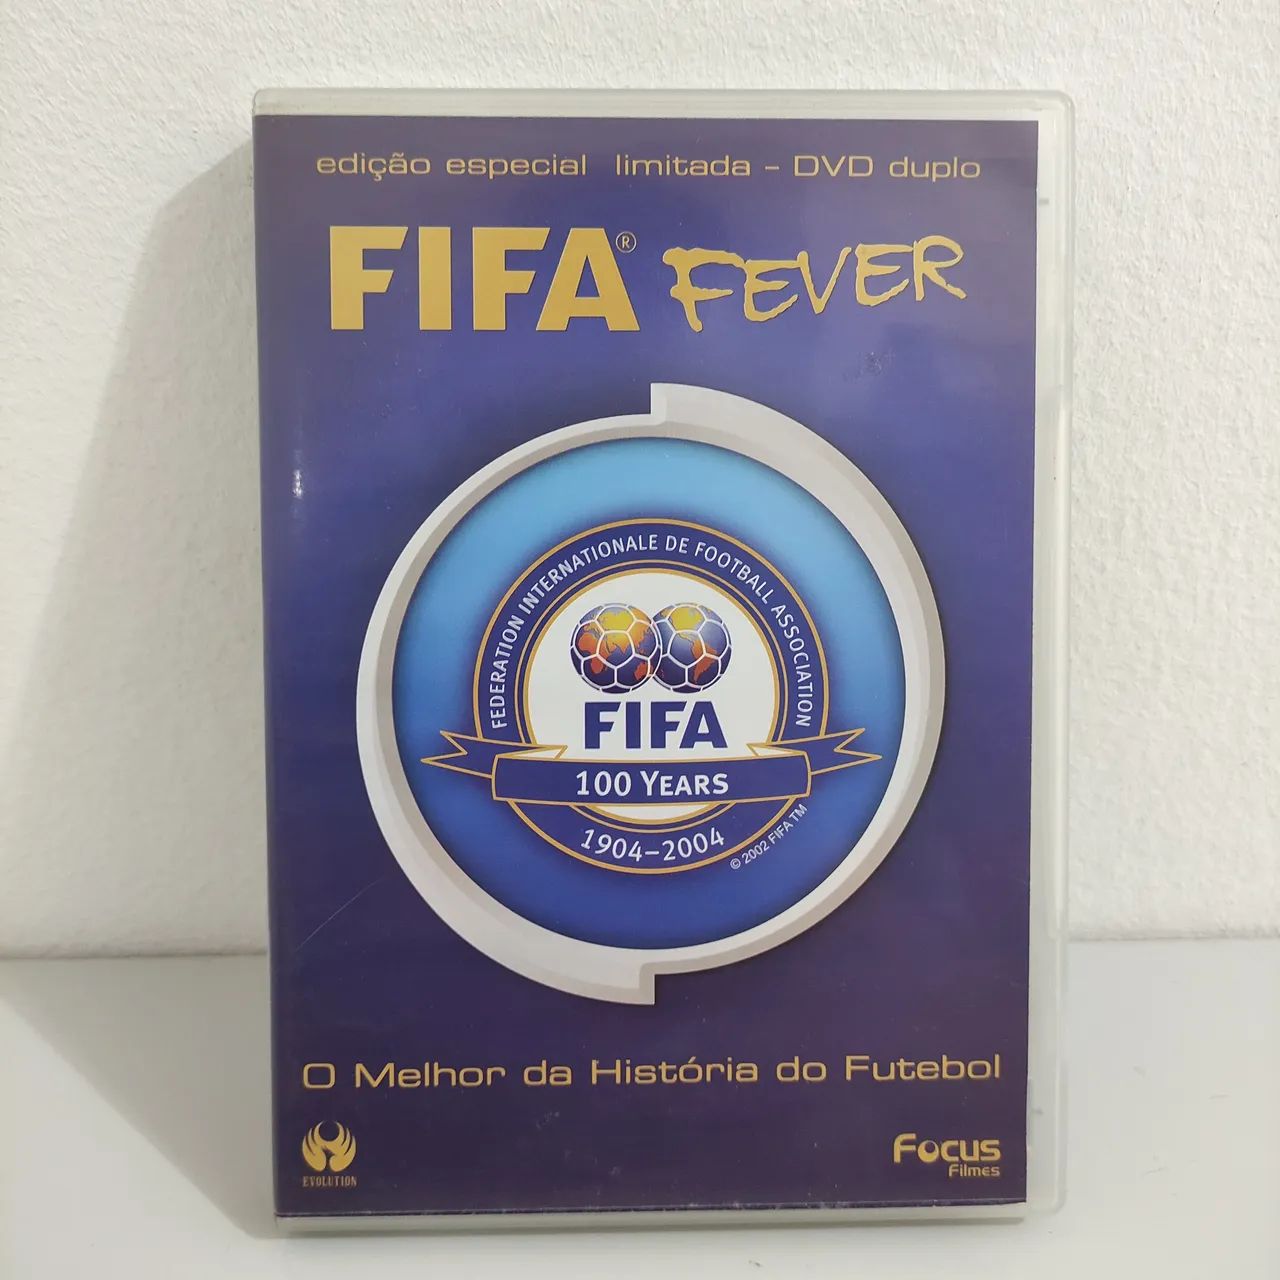 edição especial limitada - DVD duplo
FIFA® FEVER
FEDERATION INTERNATIONALE DE FOOTBALL ASSOCIATION
FIFA
100 YEARS
1904-2004
© 2002 FIFA TM
O Melhor da História do Futebol
EVOLUTION
Focus
Filmes